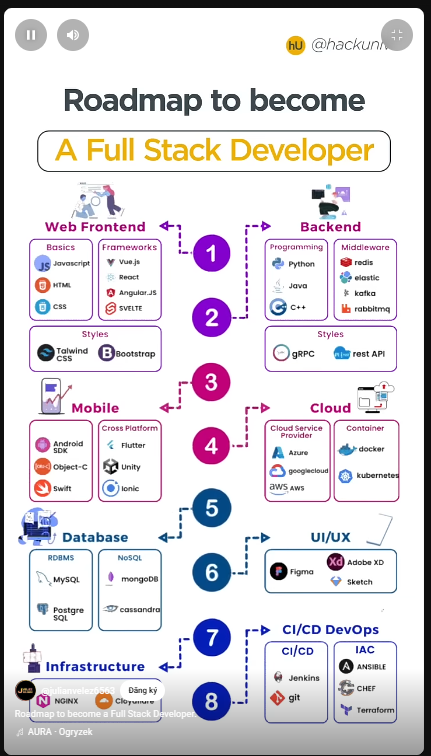 hU @hackuni
Roadmap to become
A Full Stack Developer
Web Frontend
Basics
Javascript
HTML
CSS
Frameworks
Vue.js
React
Angular.JS
SVELTE
Styles
Talwind CSS
Bootstrap
1
Backend
Programming
Python
Java
C++
Middleware
redis
elastic
kafka
rabbitmq
Styles
gRPC
rest API
2
3
Mobile
Android
SDK
Object-C
Swift
Cross Platform
Flutter
Unity
Ionic
4
Cloud
Cloud Service
Provider
Azure
googlecloud
aws AWS
Container
docker
kubernetes
5
Database
RDBMS
MySQL
Postgre
SQL
NoSQL
mongoDB
cassandra
6
UI/UX
Figma
Xd Adobe XD
Sketch
7
Infrastructure
NGINX
Cloudflare
8
CI/CD DevOps
CI/CD
Jenkins
git
IAC
ANSIBLE
CHEF
Terraform
Đăng ký
Roadmap to become a Full Stack Developer
AURA · Ogryzek